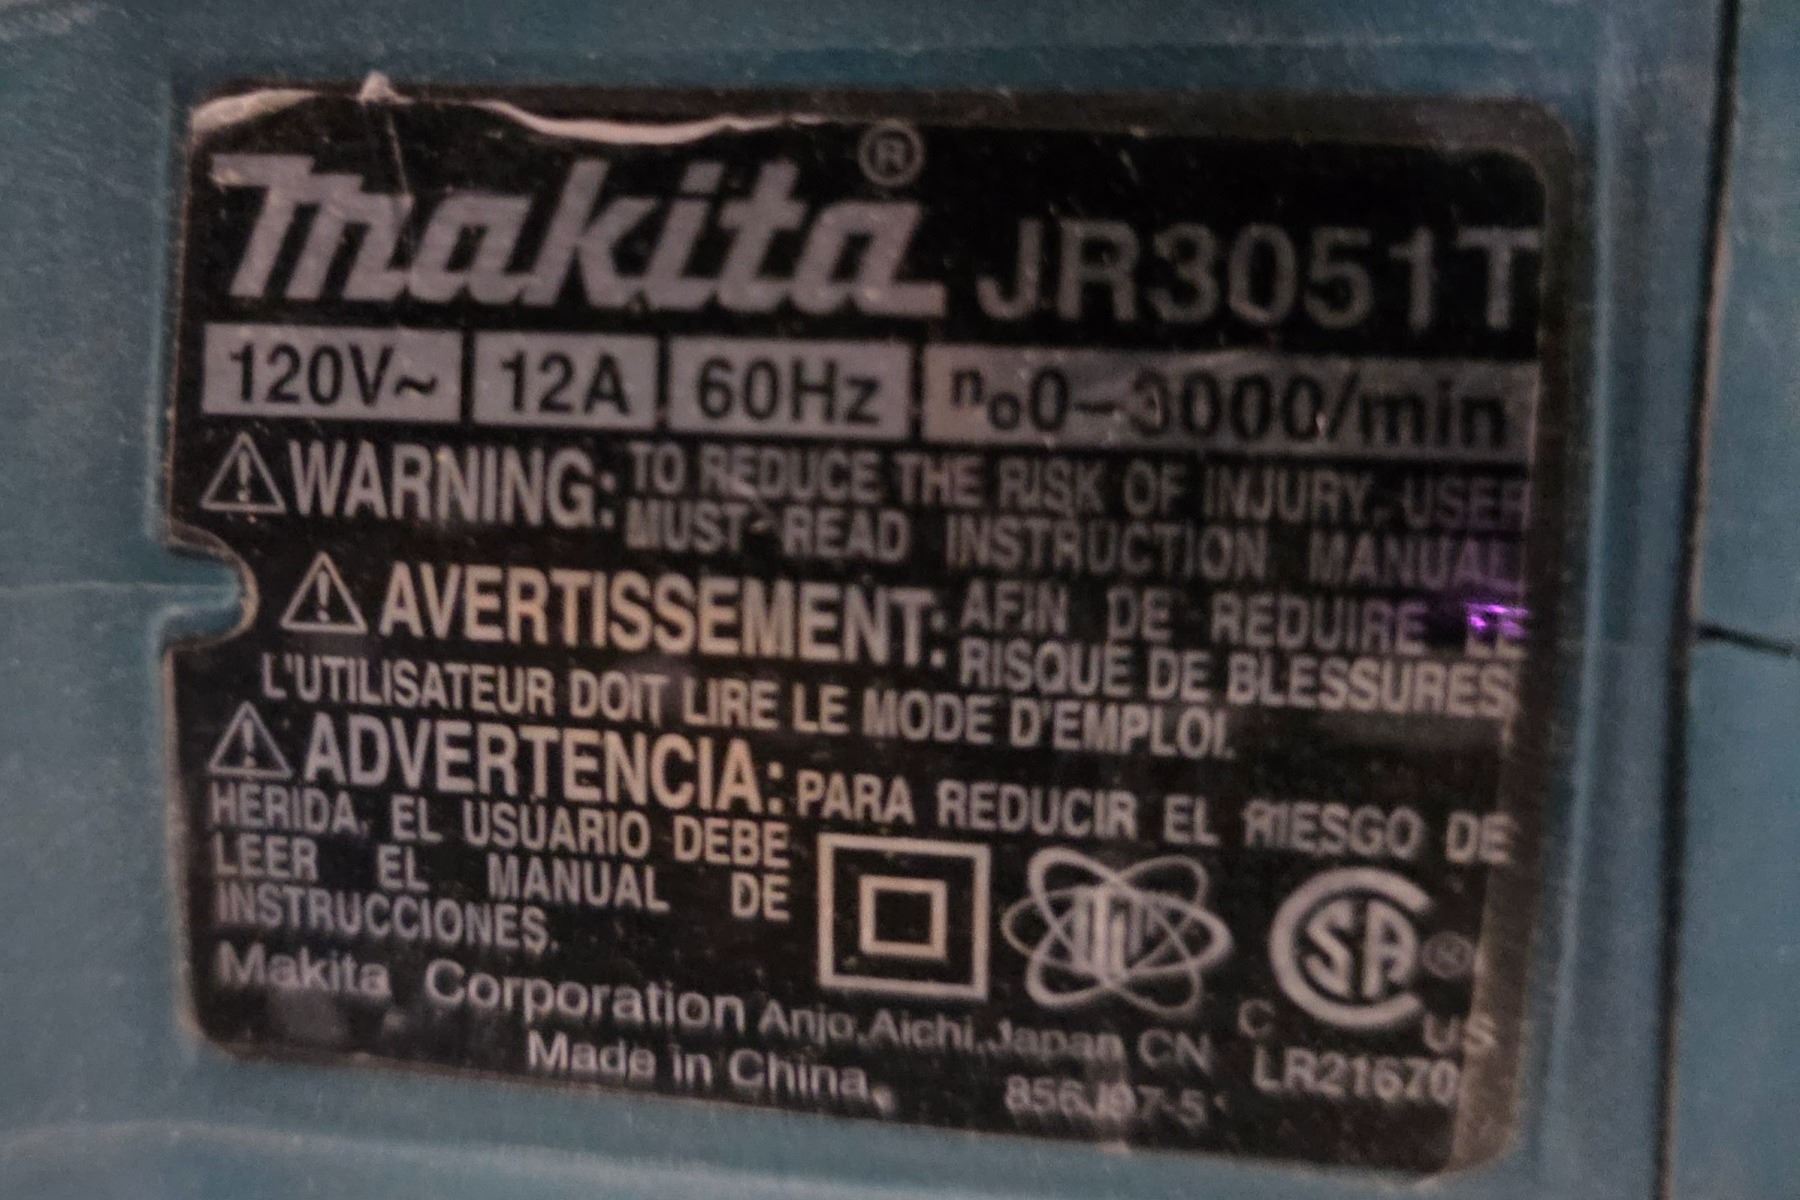 makita® JR3051T
120V~ 12A 60Hz n₀0–3000/min
⚠WARNING: TO REDUCE THE RISK OF INJURY, USER
MUST READ INSTRUCTION MANUAL
⚠AVERTISSEMENT: AFIN DE REDUIRE LE
RISQUE DE BLESSURES
L'UTILISATEUR DOIT LIRE LE MODE D'EMPLOI.
⚠ADVERTENCIA: PARA REDUCIR EL RIESGO DE
HERIDA, EL USUARIO DEBE
LEER EL MANUAL DE
INSTRUCCIONES.
SA®
C US
Makita Corporation Anjo,Aichi,Japan CN
LR21670
Made in China